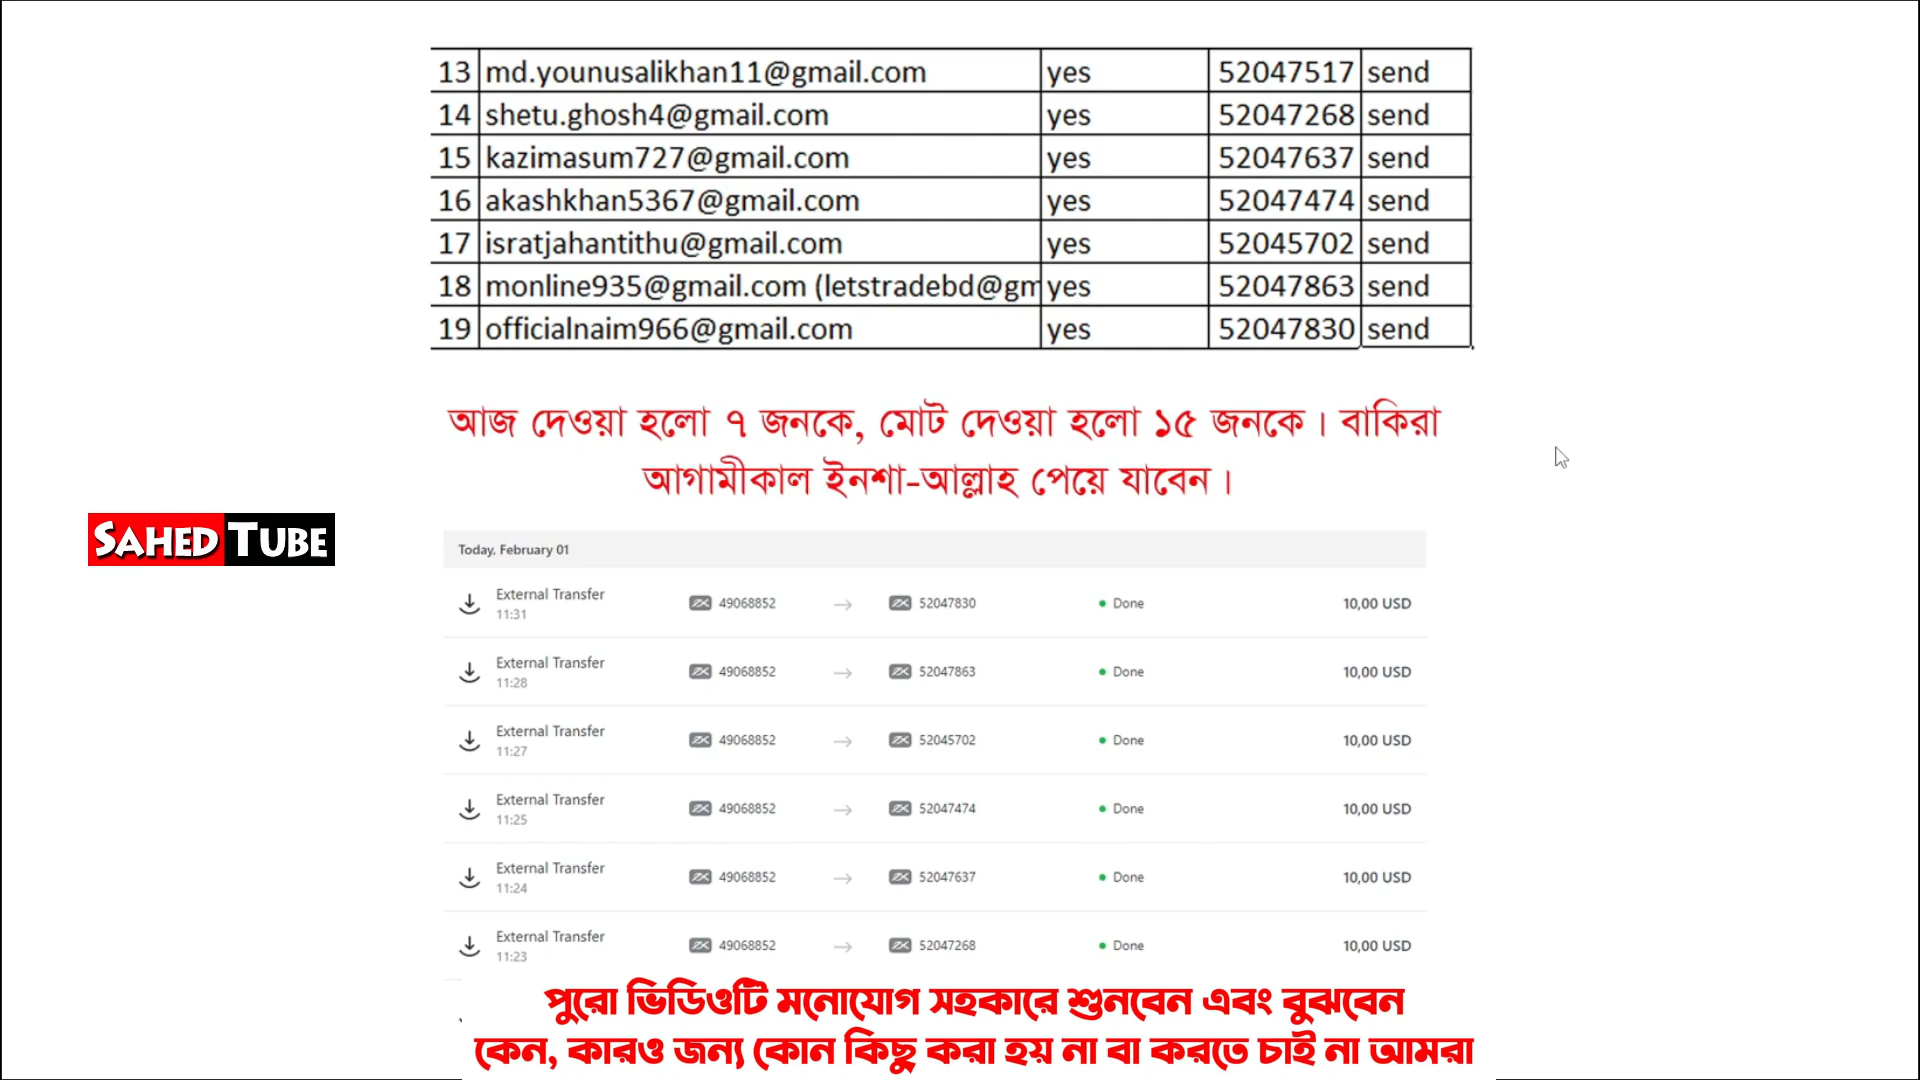 13 md.younusalikhan11@gmail.com yes 52047517 send
14 shetu.ghosh4@gmail.com yes 52047268 send
15 kazimasum727@gmail.com yes 52047637 send
16 akashkhan5367@gmail.com yes 52047474 send
17 isratjahantithu@gmail.com yes 52045702 send
18 monline935@gmail.com (letstradebd@gm yes 52047863 send
19 officialnaim966@gmail.com yes 52047830 send
আজ দেওয়া হলো ৭ জনকে, মোট দেওয়া হলো ১৫ জনকে। বাকিরা
আগামীকাল ইনশা-আল্লাহ পেয়ে যাবেন।
SAHED TUBE
Today, February 01
External Transfer 49068852 → 52047830 Done 10,00 USD
11:31
External Transfer 49068852 → 52047863 Done 10,00 USD
11:28
External Transfer 49068852 → 52045702 Done 10,00 USD
11:27
External Transfer 49068852 → 52047474 Done 10,00 USD
11:25
External Transfer 49068852 → 52047637 Done 10,00 USD
11:24
External Transfer 49068852 → 52047268 Done 10,00 USD
11:23
পুরো ভিডিওটি মনোযোগ সহকারে শুনবেন এবং বুঝবেন
কেন, কারও জন্য কোন কিছু করা হয় না বা করতে চাই না আমরা